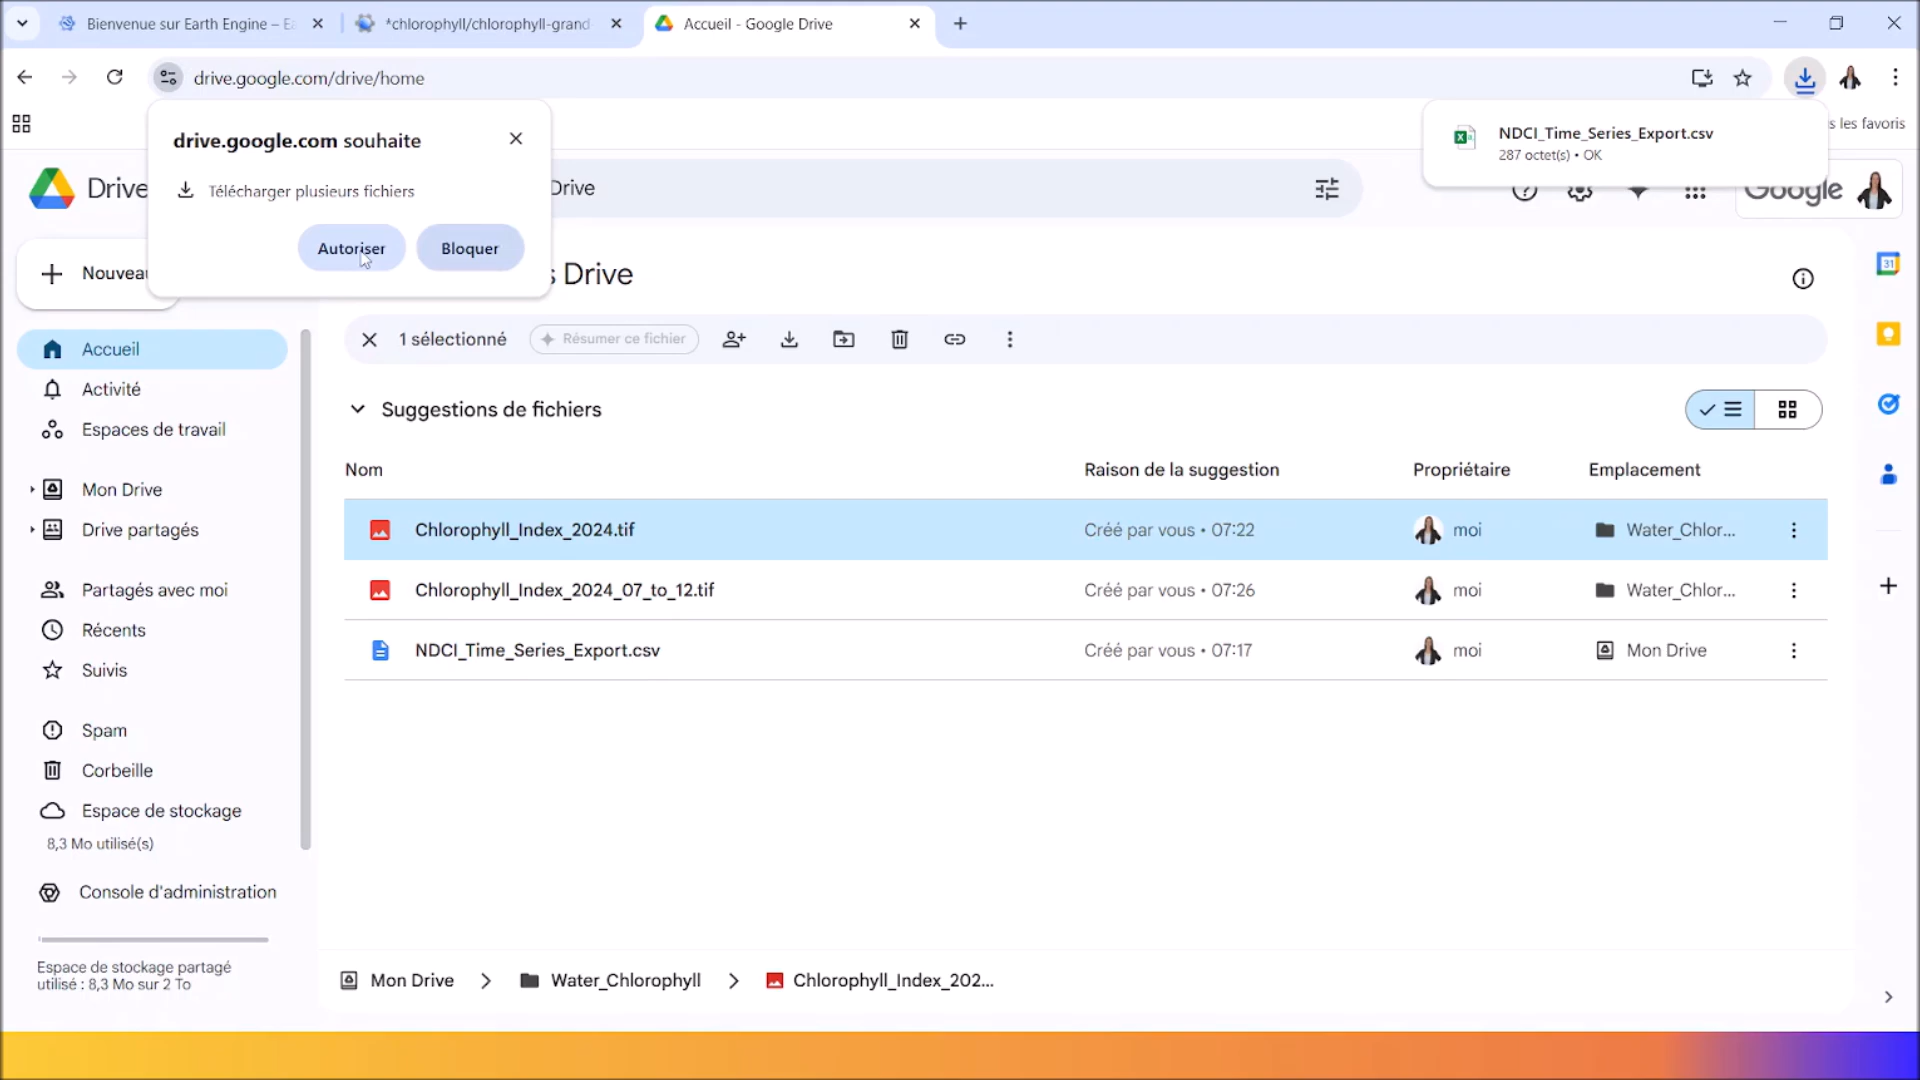 Bienvenue sur Earth Engine – Ea
*chlorophyll/chlorophyll-grand
Accueil - Google Drive
drive.google.com/drive/home
s les favoris
drive.google.com souhaite
Télécharger plusieurs fichiers
Autoriser
Bloquer
NDCI_Time_Series_Export.csv
287 octet(s) • OK
Drive
Drive
Google
Nouveau
s Drive
1 sélectionné
Résumer ce fichier
Accueil
Activité
Espaces de travail
Mon Drive
Drive partagés
Partagés avec moi
Récents
Suivis
Spam
Corbeille
Espace de stockage
8,3 Mo utilisé(s)
Console d'administration
Espace de stockage partagé
utilisé : 8,3 Mo sur 2 To
Suggestions de fichiers
Nom Raison de la suggestion Propriétaire Emplacement
Chlorophyll_Index_2024.tif Créé par vous • 07:22 moi Water_Chlor...
Chlorophyll_Index_2024_07_to_12.tif Créé par vous • 07:26 moi Water_Chlor...
NDCI_Time_Series_Export.csv Créé par vous • 07:17 moi Mon Drive
Mon Drive Water_Chlorophyll Chlorophyll_Index_202...
31